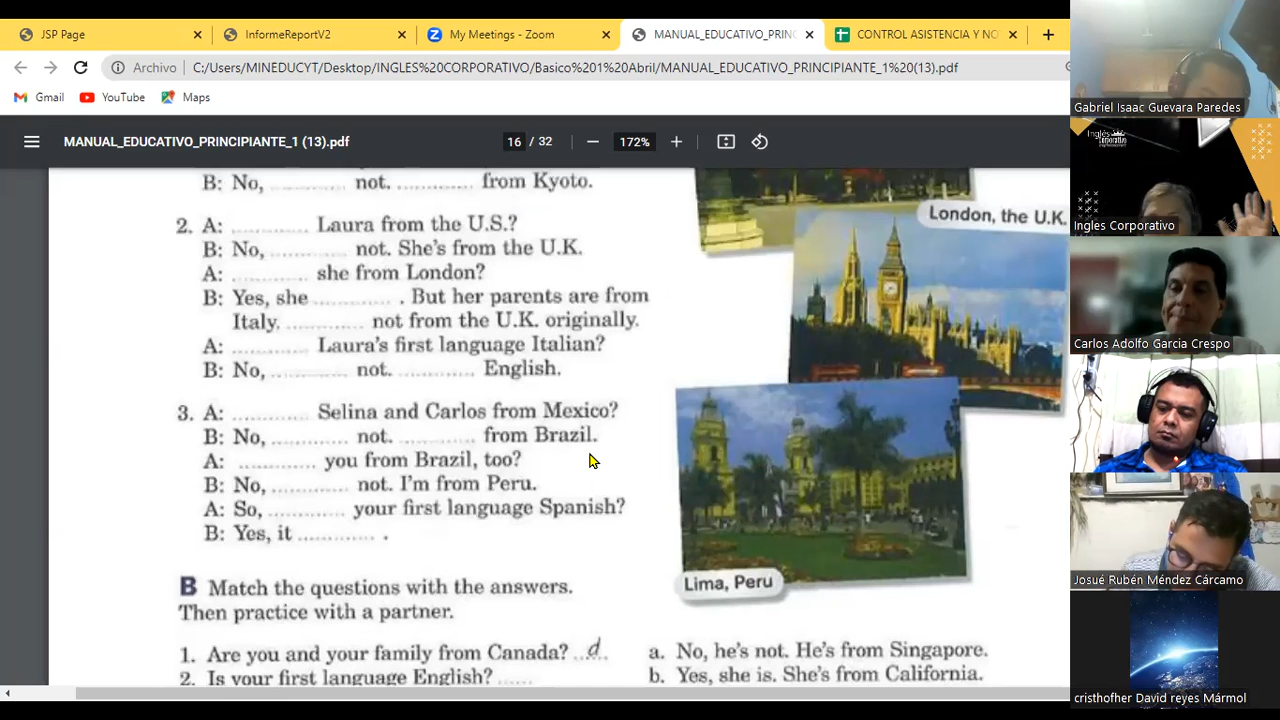 JSP Page
InformeReportV2
My Meetings - Zoom
MANUAL_EDUCATIVO_PRINC
CONTROL ASISTENCIA Y NO
Archivo
C:/Users/MINEDUCYT/Desktop/INGLES%20CORPORATIVO/Basico%201%20Abril/MANUAL_EDUCATIVO_PRINCIPIANTE_1%20(13).pdf
Gmail
YouTube
Maps
MANUAL_EDUCATIVO_PRINCIPIANTE_1 (13).pdf
16 / 32
172%
B: No, ............ not. ............ from Kyoto.
2. A: ............ Laura from the U.S.?
B: No, ............ not. She's from the U.K.
A: ............ she from London?
B: Yes, she ............ . But her parents are from
Italy. ............ not from the U.K. originally.
A: ............ Laura's first language Italian?
B: No, ............ not. ............ English.
3. A: ............ Selina and Carlos from Mexico?
B: No, ............ not. ............ from Brazil.
A: ............ you from Brazil, too?
B: No, ............ not. I'm from Peru.
A: So, ............ your first language Spanish?
B: Yes, it ............ .
London, the U.K.
Lima, Peru
B Match the questions with the answers.
Then practice with a partner.
1. Are you and your family from Canada? ...d...
2. Is your first language English? ......
a. No, he's not. He's from Singapore.
b. Yes, she is. She's from California.
Gabriel Isaac Guevara Paredes
Inglés
Corporativo
Ingles Corporativo
Carlos Adolfo Garcia Crespo
Josué Rubén Méndez Cárcamo
cristhofher David reyes Mármol